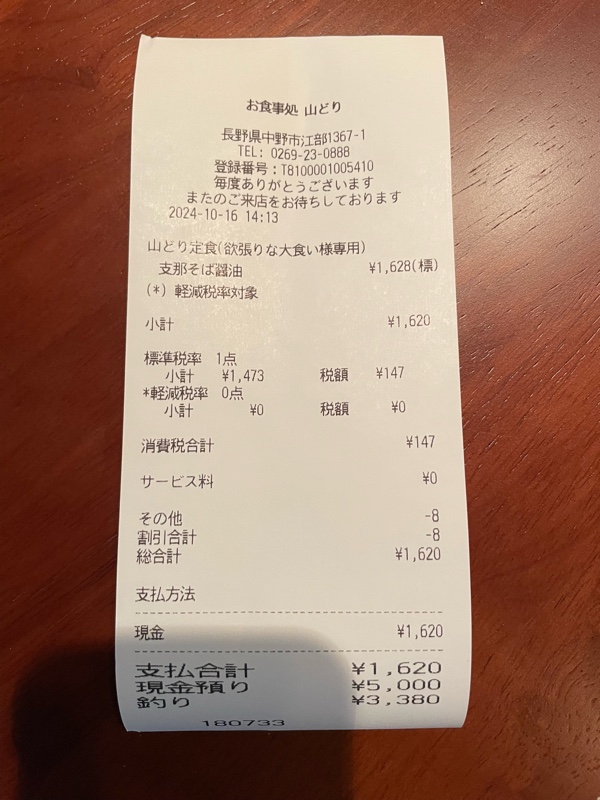 お食事処 山どり
長野県中野市江部1367-1
TEL: 0269-23-0888
登録番号:T8100001005410
毎度ありがとうございます
またのご来店をお待ちしております
2024-10-16 14:13
山どり定食(欲張りな大食い様専用)
支那そば醤油 ¥1,628(標)
(*) 軽減税率対象
小計 ¥1,620
標準税率 1点
小計 ¥1,473 税額 ¥147
*軽減税率 0点
小計 ¥0 税額 ¥0
消費税合計 ¥147
サービス料 ¥0
その他 -8
割引合計 -8
総合計 ¥1,620
支払方法
現金 ¥1,620
支払合計 ¥1,620
現金預り ¥5,000
釣り ¥3,380
180733